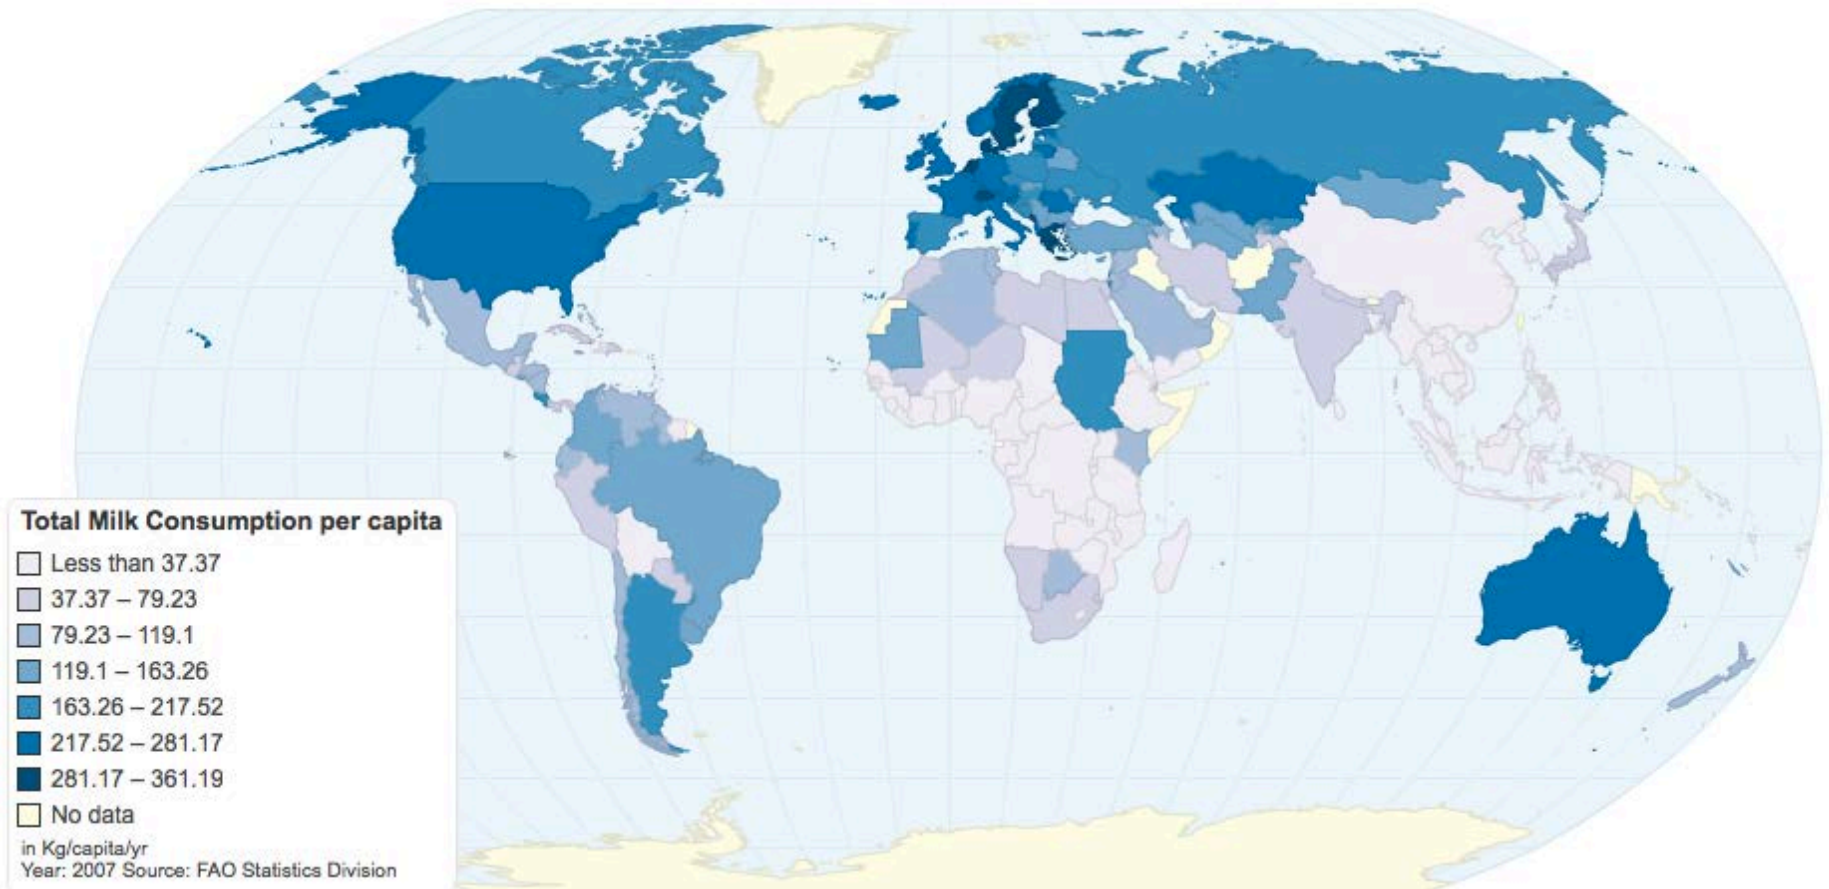 Total Milk Consumption per capita
Less than 37.37
37.37 – 79.23
79.23 – 119.1
119.1 – 163.26
163.26 – 217.52
217.52 – 281.17
281.17 – 361.19
No data
in Kg/capita/yr
Year: 2007 Source: FAO Statistics Division